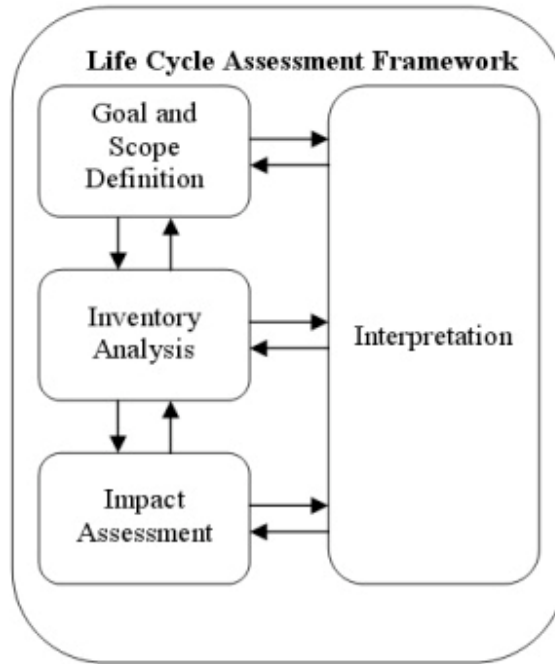 Life Cycle Assessment Framework
Goal and
Scope
Definition
Inventory
Analysis
Interpretation
Impact
Assessment